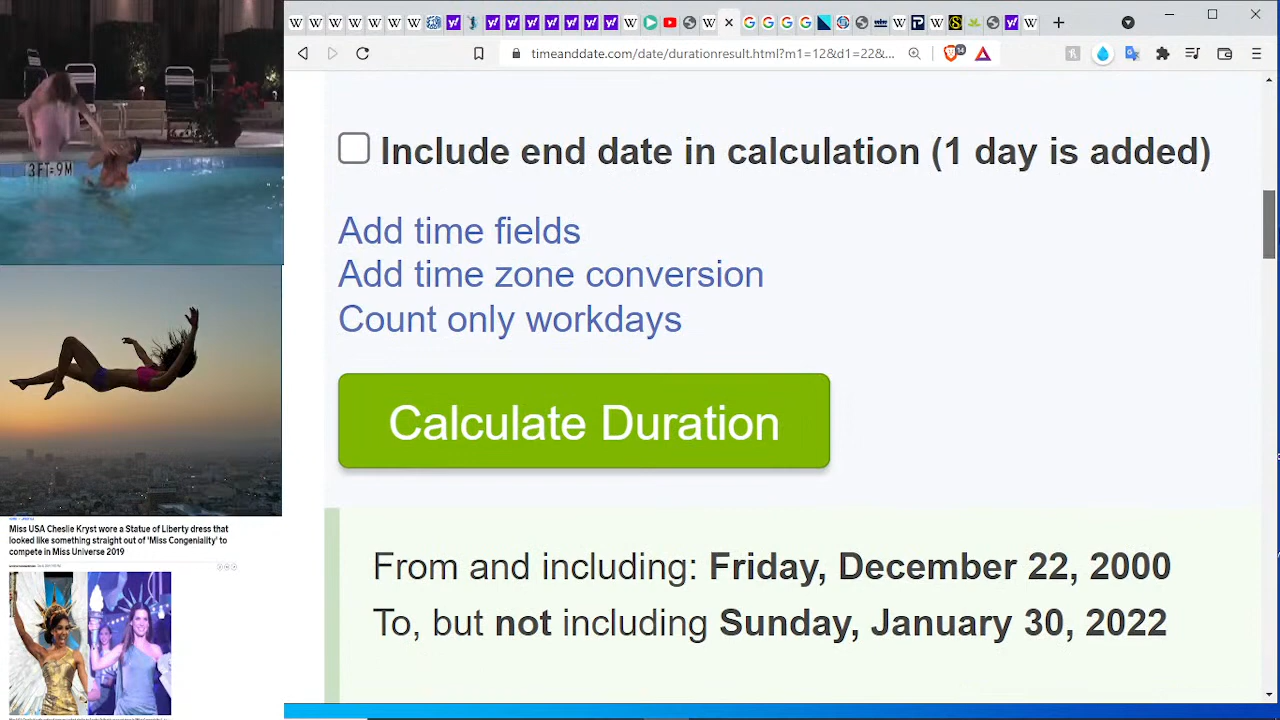 timeanddate.com/date/durationresult.html?m1=12&d1=22&...
14
Include end date in calculation (1 day is added)
Add time fields
Add time zone conversion
Count only workdays
Calculate Duration
From and including: Friday, December 22, 2000
To, but not including Sunday, January 30, 2022
3 FT=9M
Miss USA Cheslie Kryst wore a Statue of Liberty dress that
looked like something straight out of 'Miss Congeniality' to
compete in Miss Universe 2019